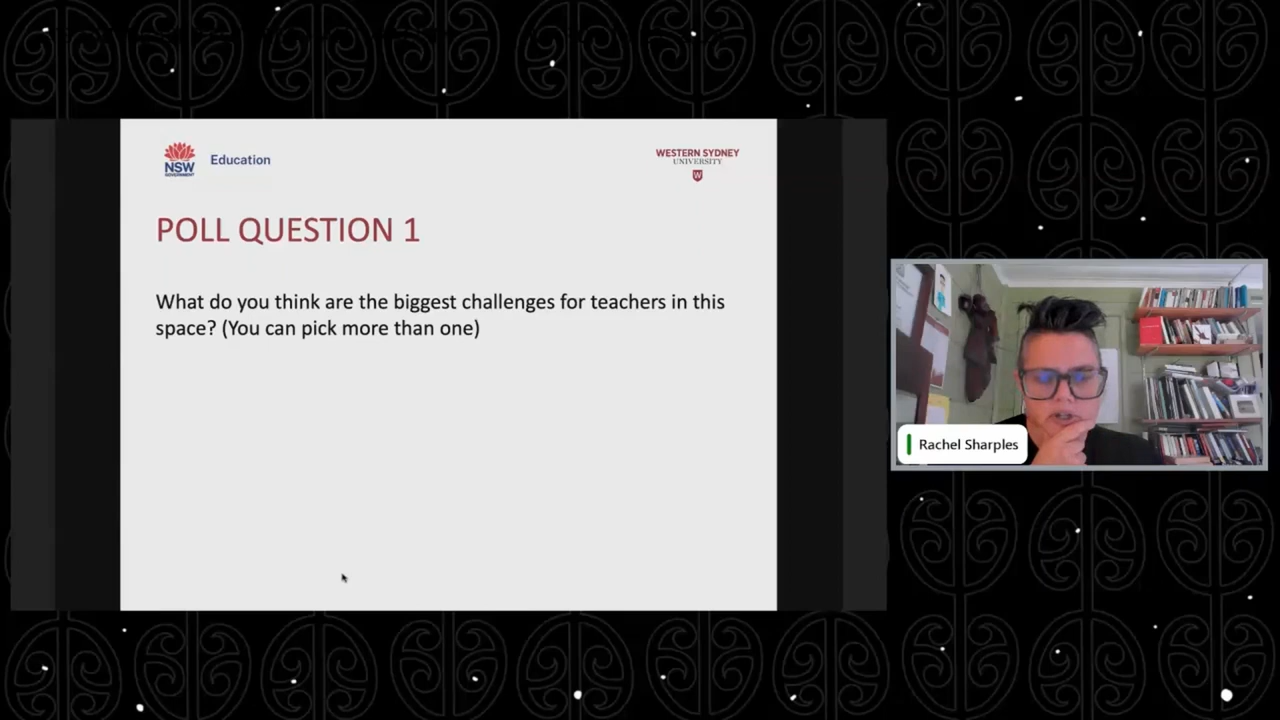 NSW
GOVERNMENT
Education
WESTERN SYDNEY
UNIVERSITY
W
POLL QUESTION 1
What do you think are the biggest challenges for teachers in this
space? (You can pick more than one)
Rachel Sharples